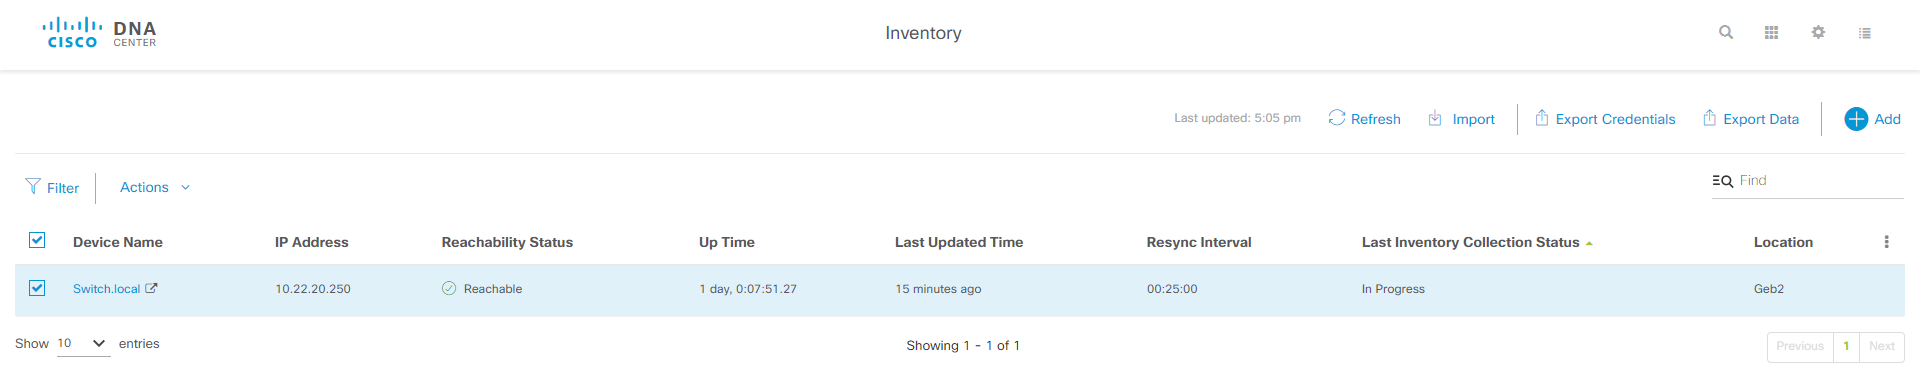 CISCO DNA CENTER Inventory
Last updated: 5:05 pm Refresh Import Export Credentials Export Data Add
Filter Actions Find
Device Name IP Address Reachability Status Up Time Last Updated Time Resync Interval Last Inventory Collection Status Location
Switch.local 10.22.20.250 Reachable 1 day, 0:07:51.27 15 minutes ago 00:25:00 In Progress Geb2
Show 10 entries Showing 1 - 1 of 1 Previous 1 Next